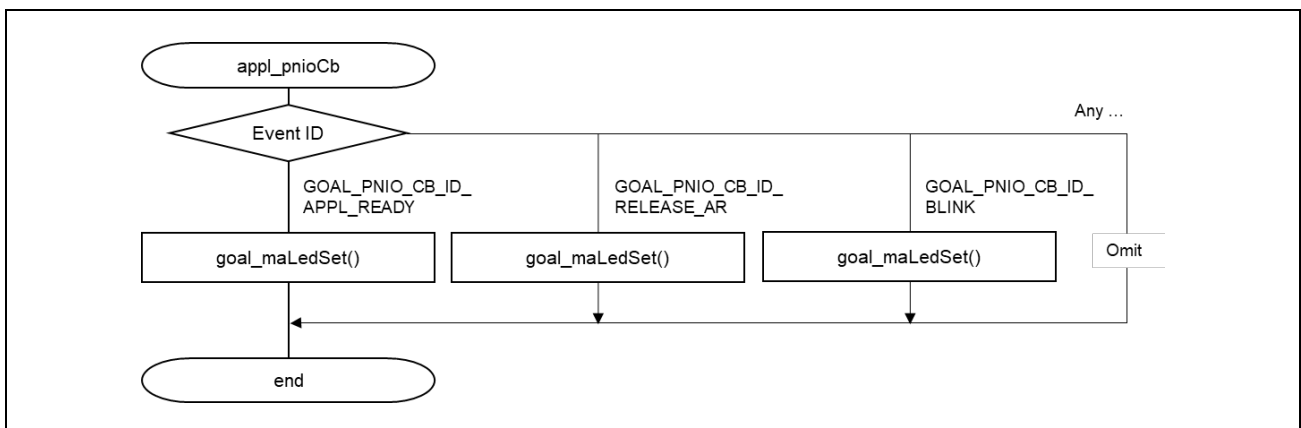 appl_pnioCb
Event ID
Any …
GOAL_PNIO_CB_ID_
APPL_READY
GOAL_PNIO_CB_ID_
RELEASE_AR
GOAL_PNIO_CB_ID_
BLINK
goal_maLedSet()
goal_maLedSet()
goal_maLedSet()
Omit
end